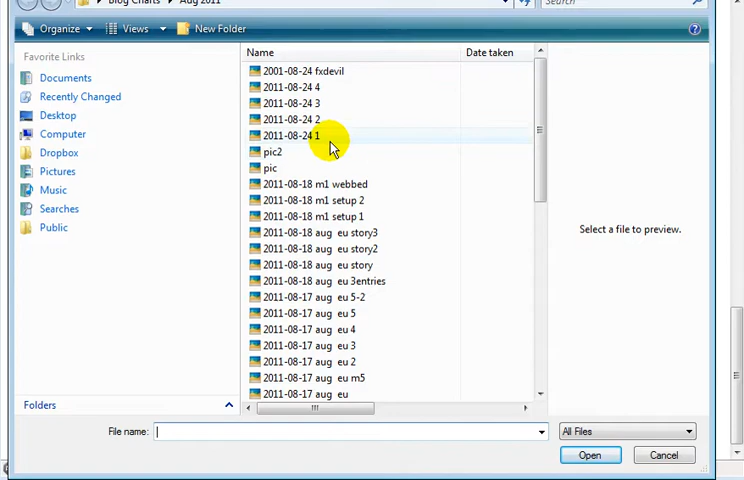 Blog Charts ▸ Aug 2011 ▸ Search
Organize Views New Folder
Favorite Links
Documents
Recently Changed
Desktop
Computer
Dropbox
Pictures
Music
Searches
Public
Folders
Name Date taken
2001-08-24 fxdevil
2011-08-24 4
2011-08-24 3
2011-08-24 2
2011-08-24 1
pic2
pic
2011-08-18 m1 webbed
2011-08-18 m1 setup 2
2011-08-18 m1 setup 1
2011-08-18 aug eu story3
2011-08-18 aug eu story2
2011-08-18 aug eu story
2011-08-18 aug eu 3entries
2011-08-17 aug eu 5-2
2011-08-17 aug eu 5
2011-08-17 aug eu 4
2011-08-17 aug eu 3
2011-08-17 aug eu 2
2011-08-17 aug eu m5
2011-08-17 aug eu
Select a file to preview.
File name: All Files
Open Cancel